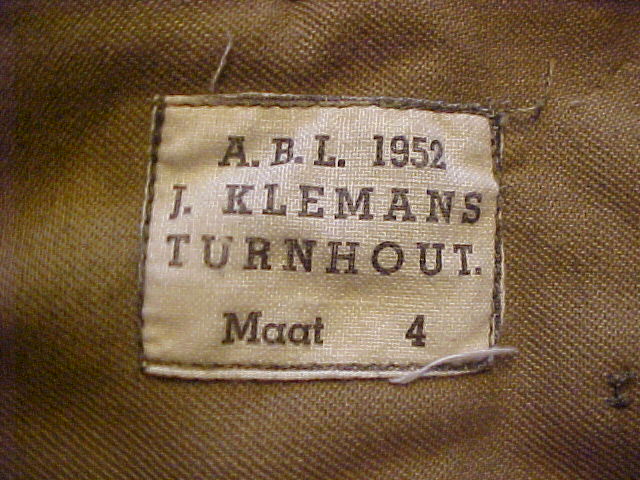 A. B. L. 1952
J. KLEMANS
TURNHOUT.
Maat 4